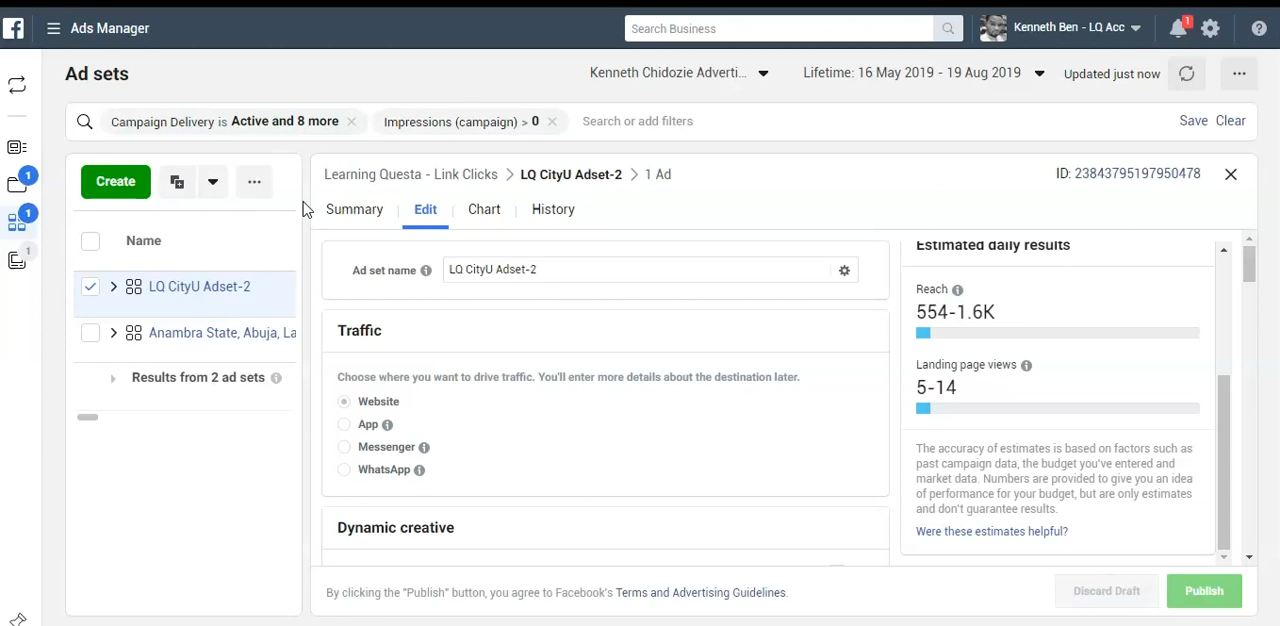 Ads Manager
Search Business
Kenneth Ben - LQ Acc
1
Ad sets
Kenneth Chidozie Adverti...
Lifetime: 16 May 2019 - 19 Aug 2019
Updated just now
Campaign Delivery is Active and 8 more
Impressions (campaign) > 0
Search or add filters
Save
Clear
1
1
1
Create
Name
LQ CityU Adset-2
Anambra State, Abuja, La
Results from 2 ad sets
Learning Questa - Link Clicks
LQ CityU Adset-2
1 Ad
ID: 23843795197950478
Summary
Edit
Chart
History
Ad set name
LQ CityU Adset-2
Traffic
Choose where you want to drive traffic. You'll enter more details about the destination later.
Website
App
Messenger
WhatsApp
Dynamic creative
Estimated daily results
Reach
554-1.6K
Landing page views
5-14
The accuracy of estimates is based on factors such as
past campaign data, the budget you've entered and
market data. Numbers are provided to give you an idea
of performance for your budget, but are only estimates
and don't guarantee results.
Were these estimates helpful?
By clicking the "Publish" button, you agree to Facebook's Terms and Advertising Guidelines.
Discard Draft
Publish